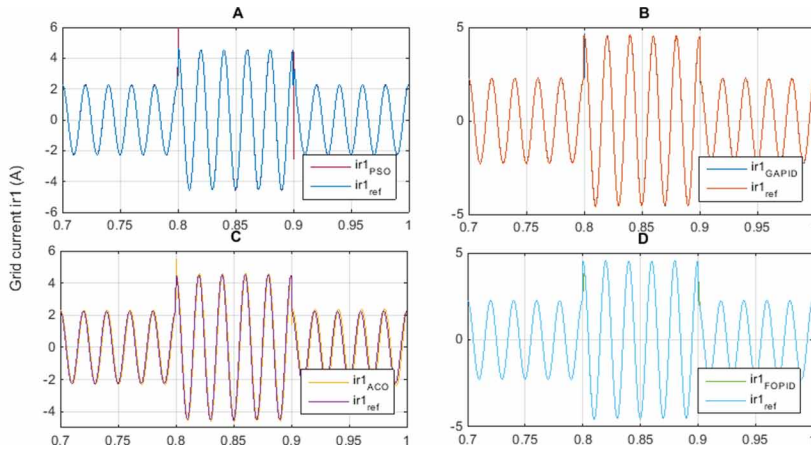 A
B
Grid current ir1 (A)
6
4
2
0
-2
-4
-6
0.7 0.75 0.8 0.85 0.9 0.95 1
ir1PSO
ir1ref
5
0
-5
0.7 0.75 0.8 0.85 0.9 0.95
ir1GAPID
ir1ref
C
D
6
4
2
0
-2
-4
0.7 0.75 0.8 0.85 0.9 0.95 1
ir1ACO
ir1ref
5
0
-5
0.7 0.75 0.8 0.85 0.9 0.95
ir1FOPID
ir1ref